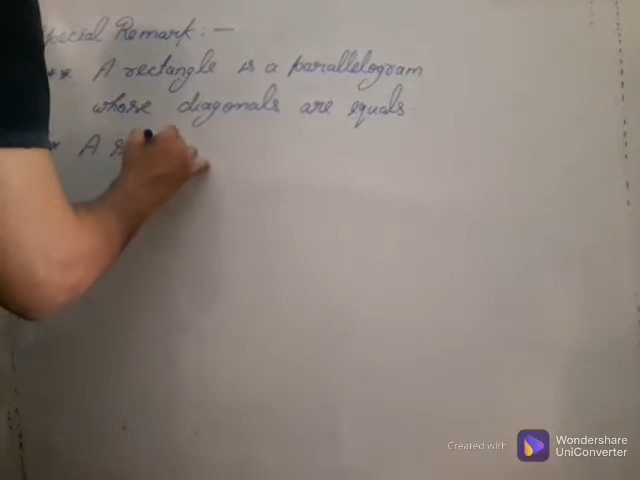 Special Remark : —
** A rectangle is a parallelogram
whose diagonals are equals.
* A
Created with Wondershare
UniConverter